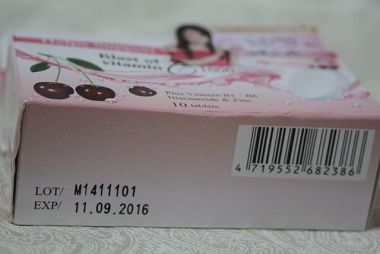 Blast of
vitamin C 1000
Plus Vitamin B1 - B6
Niacinamide & Zinc
10 tablets
4 719552 682386
LOT/ M1411101
EXP/ 11.09.2016